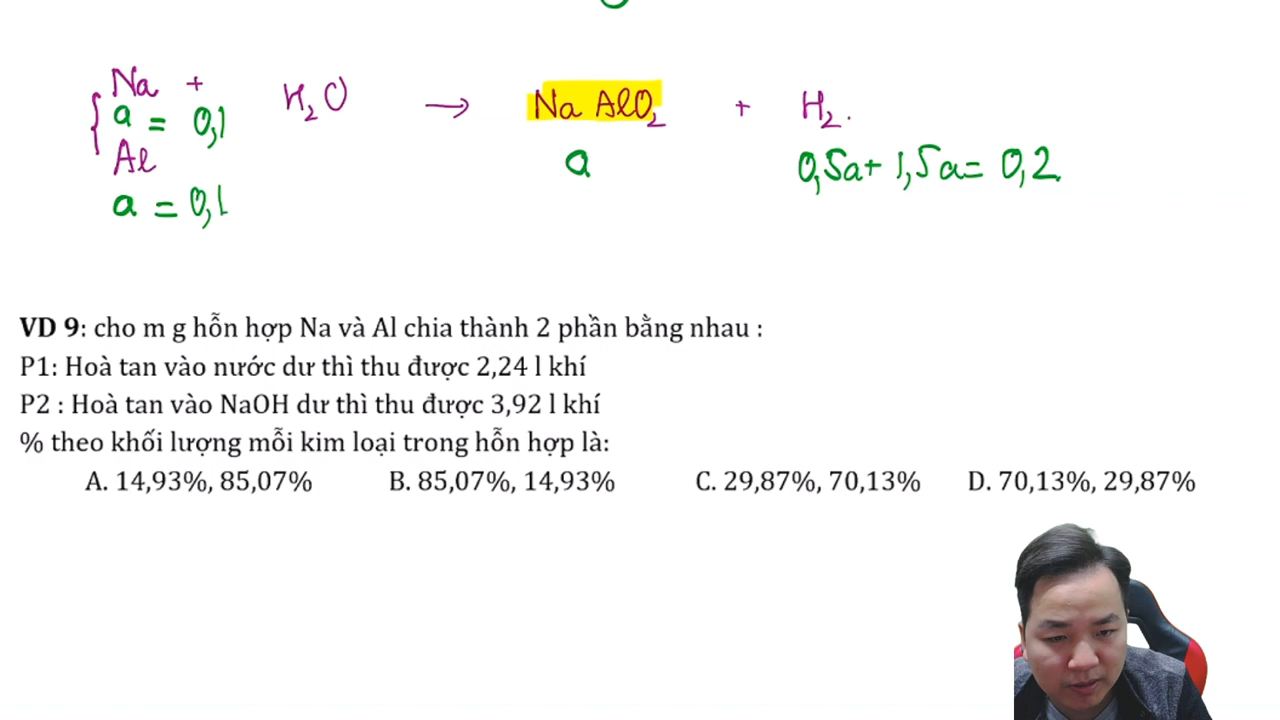 Na + H₂O → NaAlO₂ + H₂.
a = 0,1 a 0,5a + 1,5a = 0,2.
Al
a = 0,1
VD 9: cho m g hỗn hợp Na và Al chia thành 2 phần bằng nhau :
P1: Hoà tan vào nước dư thì thu được 2,24 l khí
P2 : Hoà tan vào NaOH dư thì thu được 3,92 l khí
% theo khối lượng mỗi kim loại trong hỗn hợp là:
A. 14,93%, 85,07% B. 85,07%, 14,93% C. 29,87%, 70,13% D. 70,13%, 29,87%